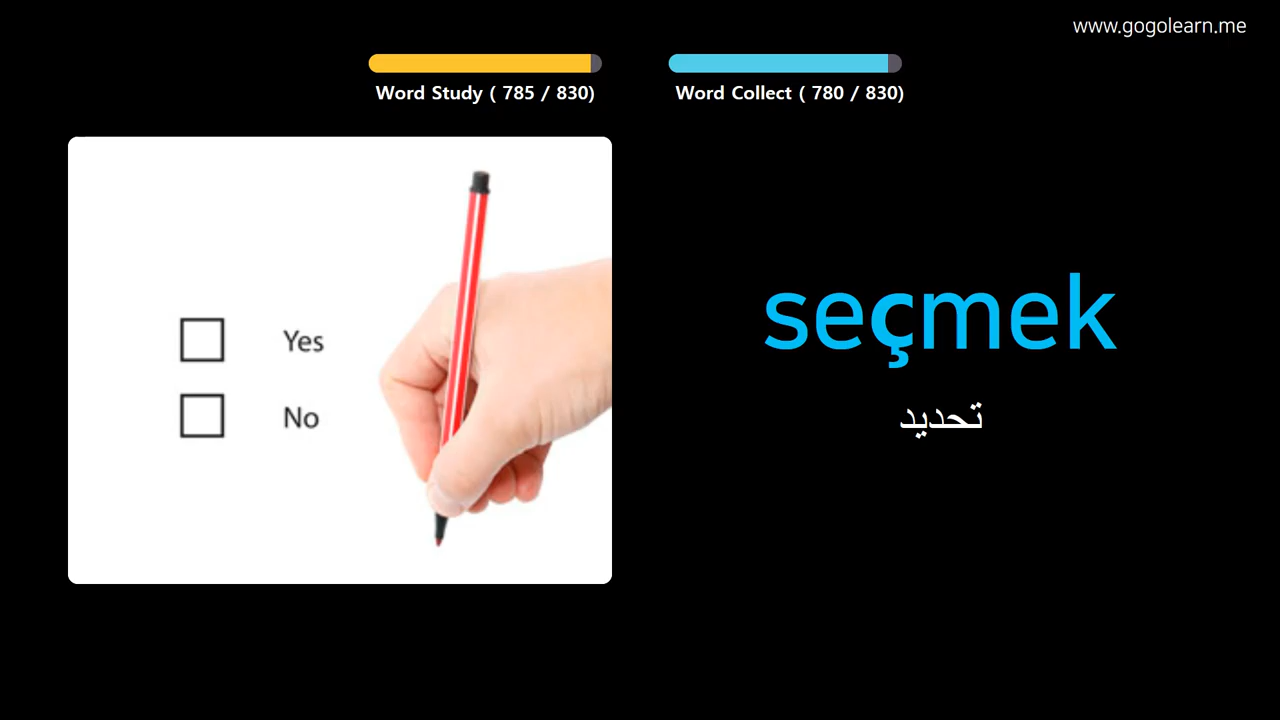 www.gogolearn.me
Word Study ( 785 / 830)
Word Collect ( 780 / 830)
Yes
No
seçmek
تحديد